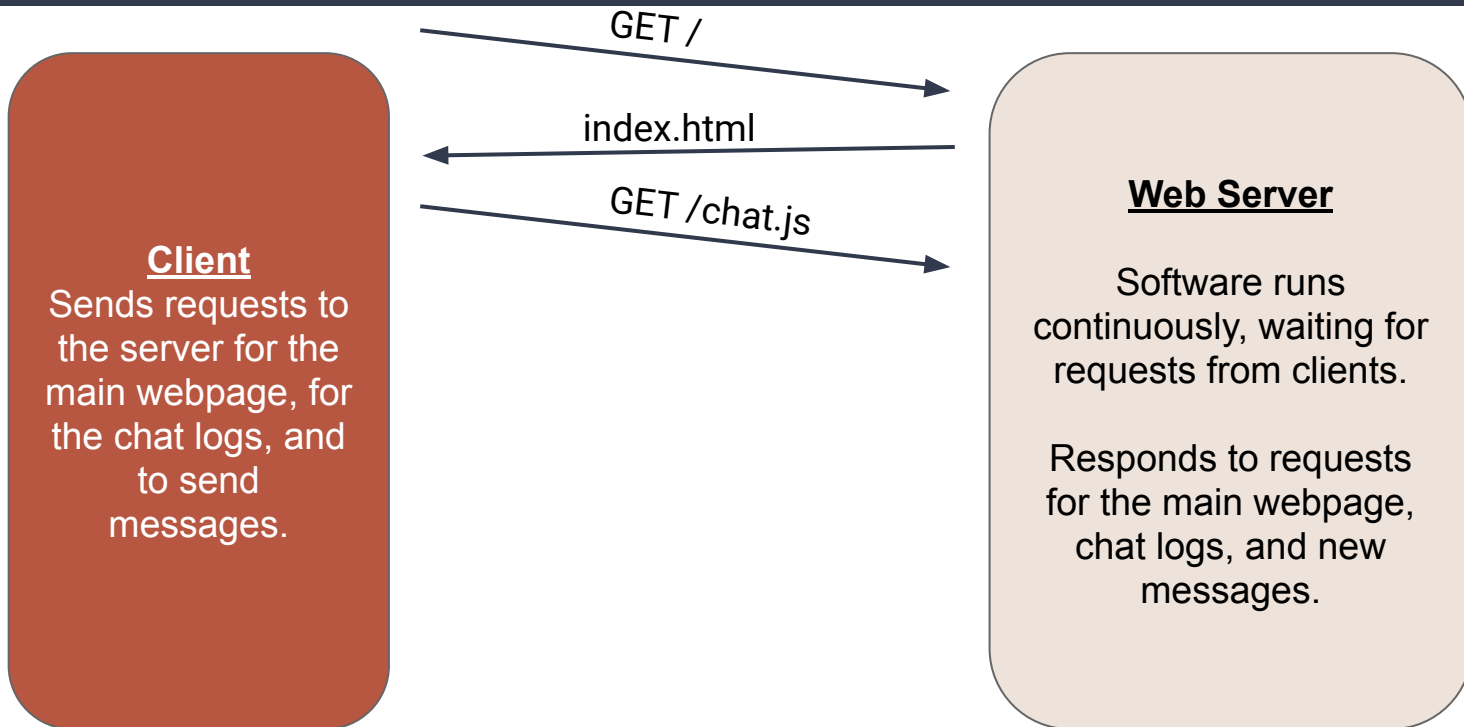 GET /
index.html
GET /chat.js
Client
Sends requests to
the server for the
main webpage, for
the chat logs, and
to send
messages.
Web Server
Software runs
continuously, waiting for
requests from clients.
Responds to requests
for the main webpage,
chat logs, and new
messages.